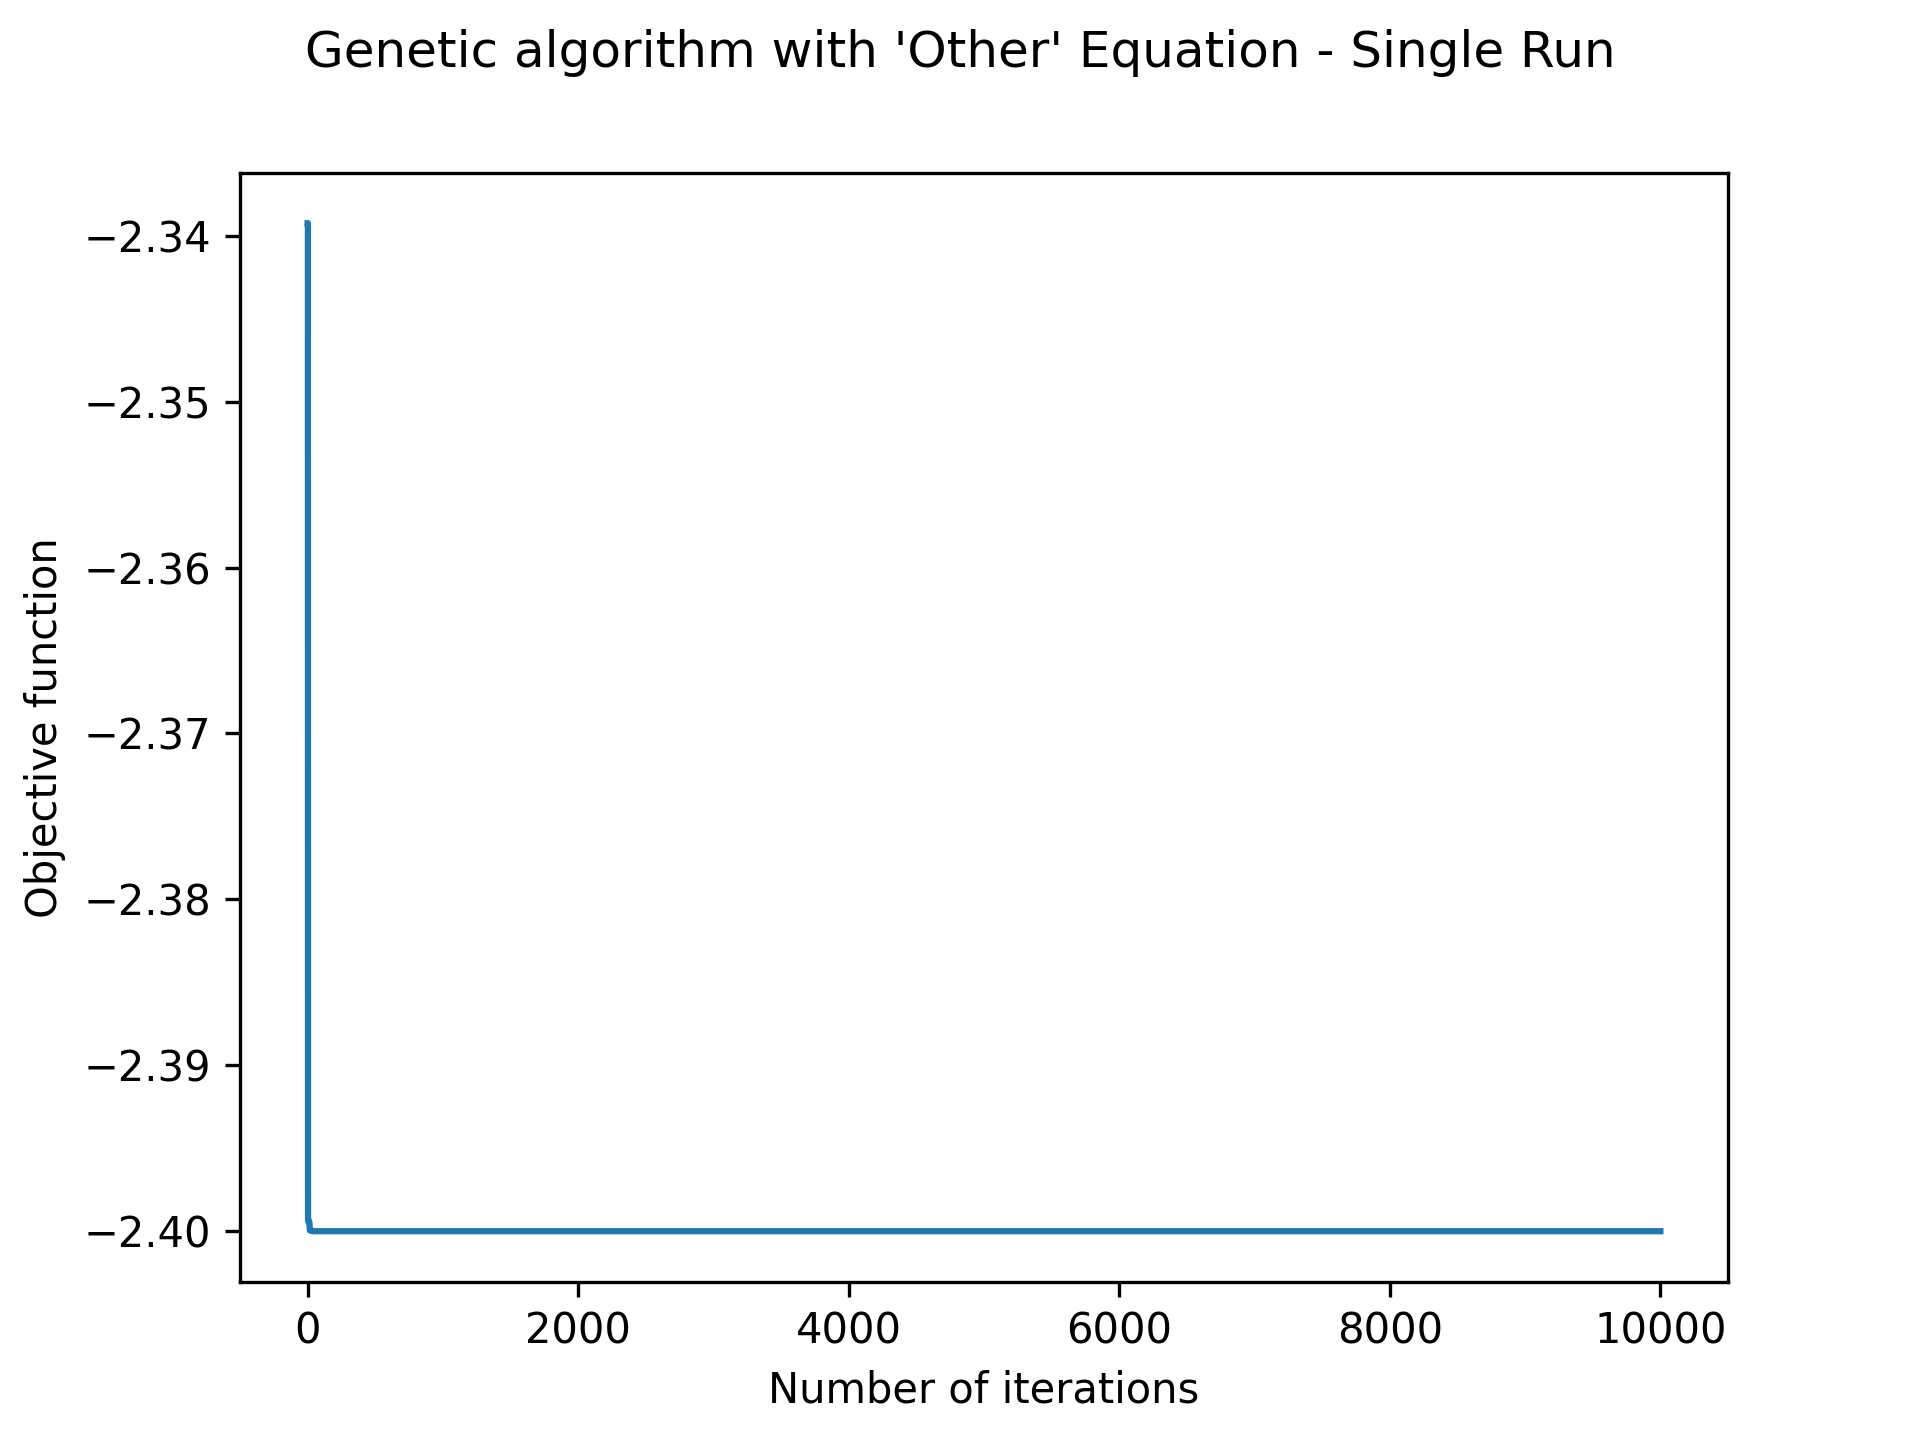 Genetic algorithm with 'Other' Equation - Single Run
−2.34
−2.35
−2.36
−2.37
−2.38
−2.39
−2.40
Objective function
0 2000 4000 6000 8000 10000
Number of iterations